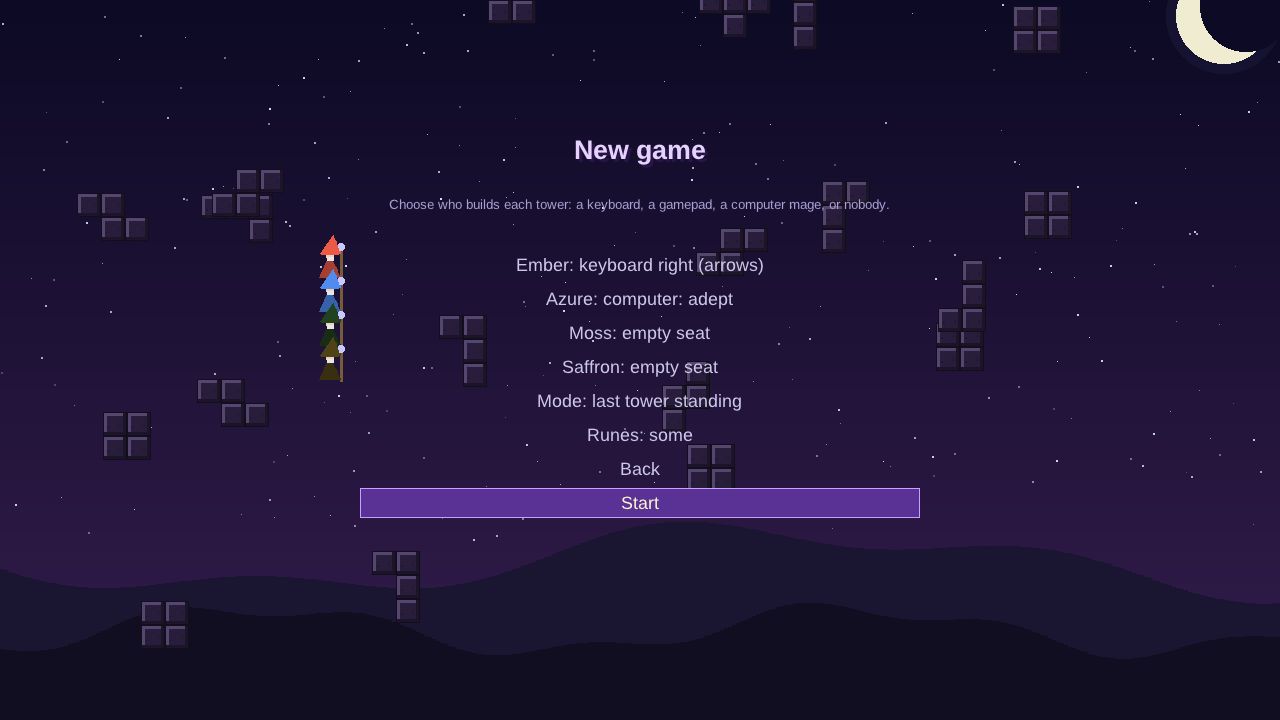 New game
Choose who builds each tower: a keyboard, a gamepad, a computer mage, or nobody.
Ember: keyboard right (arrows)
Azure: computer: adept
Moss: empty seat
Saffron: empty seat
Mode: last tower standing
Runes: some
Back
Start